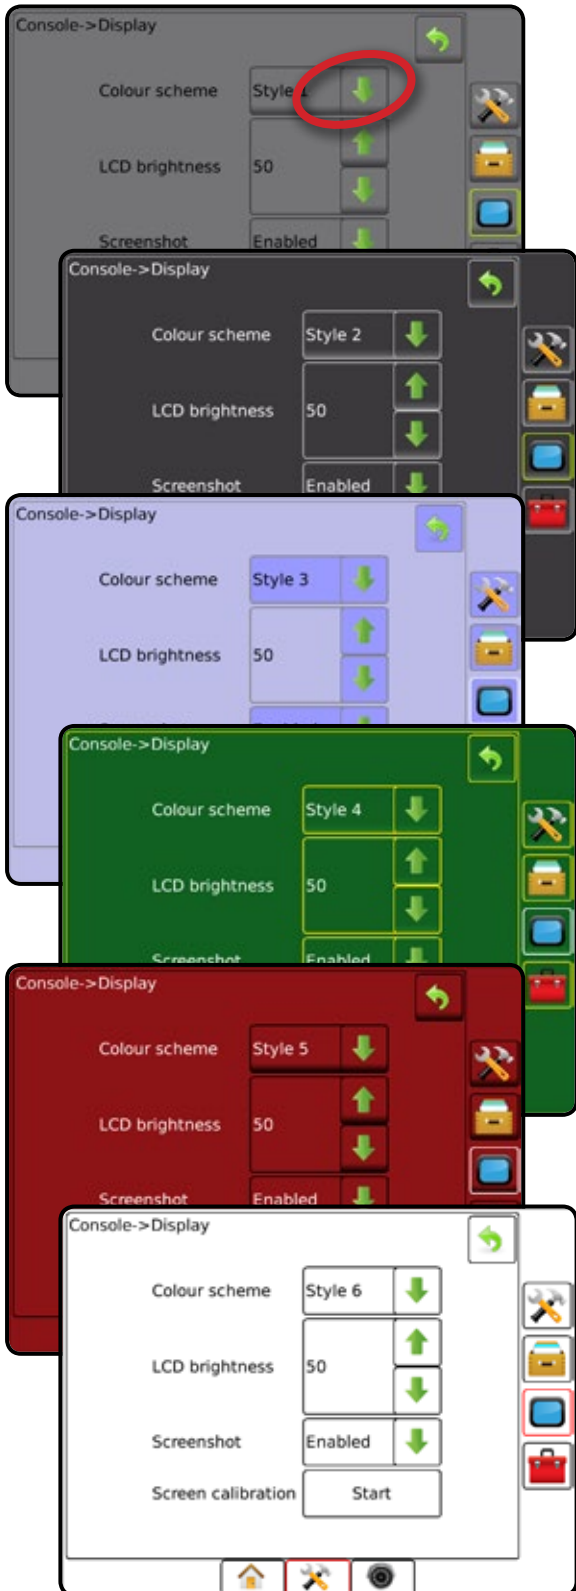 Console->Display
Colour scheme Style 1
LCD brightness 50
Screenshot Enabled
Console->Display
Colour scheme Style 2
LCD brightness 50
Screenshot Enabled
Console->Display
Colour scheme Style 3
LCD brightness 50
Console->Display
Colour scheme Style 4
LCD brightness 50
Screenshot Enabled
Console->Display
Colour scheme Style 5
LCD brightness 50
Screenshot Enabled
Console->Display
Colour scheme Style 6
LCD brightness 50
Screenshot Enabled
Screen calibration Start